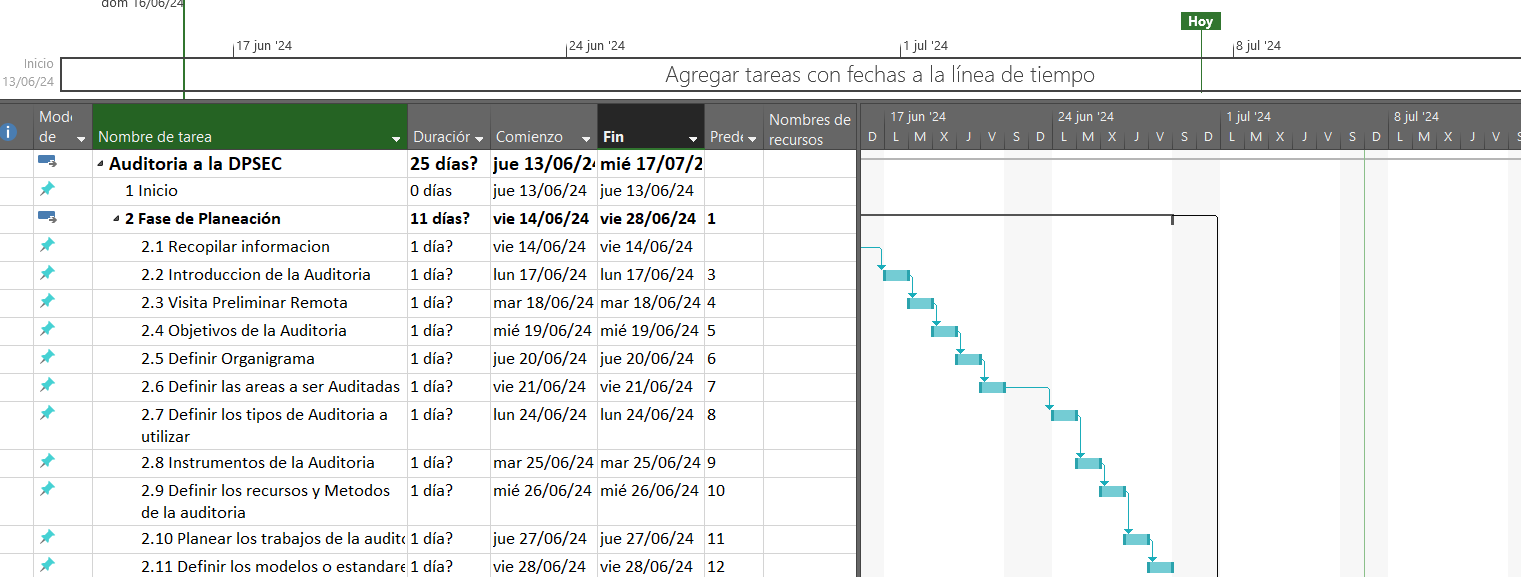 dom 16/06/24
Hoy
17 jun '24 24 jun '24 1 jul '24 8 jul '24
Inicio
13/06/24
Agregar tareas con fechas a la línea de tiempo
Nombre de tarea Comienzo Fin Nombres de recursos
17 jun '24 24 jun '24 1 jul '24 8 jul '24
D L M X J V S D L M X J V S D L M X J V S D L M X J V S
Auditoria a la DPSEC 25 días? jue 13/06/24 mié 17/07/2
1 Inicio 0 días jue 13/06/24 jue 13/06/24
2 Fase de Planeación 11 días? vie 14/06/24 vie 28/06/24 1
2.1 Recopilar informacion 1 día? vie 14/06/24 vie 14/06/24
2.2 Introduccion de la Auditoria 1 día? lun 17/06/24 lun 17/06/24 3
2.3 Visita Preliminar Remota 1 día? mar 18/06/24 mar 18/06/24 4
2.4 Objetivos de la Auditoria 1 día? mié 19/06/24 mié 19/06/24 5
2.5 Definir Organigrama 1 día? jue 20/06/24 jue 20/06/24 6
2.6 Definir las areas a ser Auditadas 1 día? vie 21/06/24 vie 21/06/24 7
2.7 Definir los tipos de Auditoria a 1 día? lun 24/06/24 lun 24/06/24 8
utilizar
2.8 Instrumentos de la Auditoria 1 día? mar 25/06/24 mar 25/06/24 9
2.9 Definir los recursos y Metodos 1 día? mié 26/06/24 mié 26/06/24 10
de la auditoria
2.10 Planear los trabajos de la audito 1 día? jue 27/06/24 jue 27/06/24 11
2.11 Definir los modelos o estandare 1 día? vie 28/06/24 vie 28/06/24 12